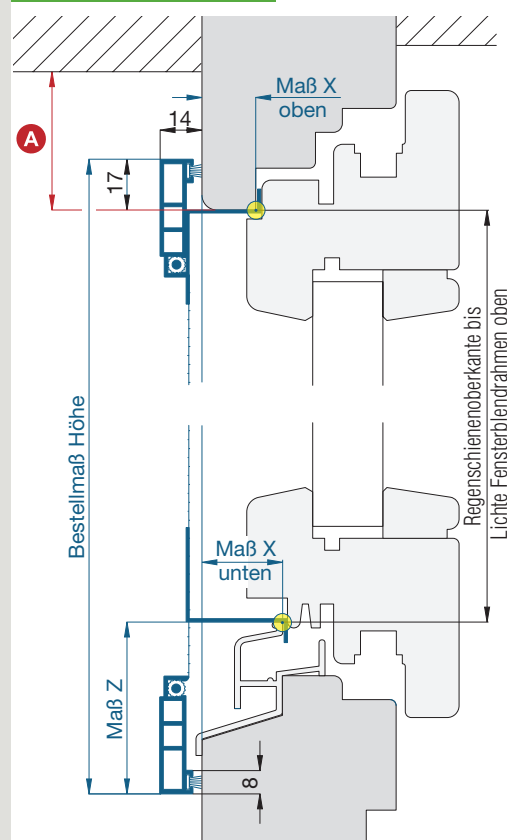 Maß X
oben
14
A
17
Bestellmaß Höhe
Regenschienenoberkante bis
Lichte Fensterblendrahmen oben
Maß X
unten
Maß Z
8